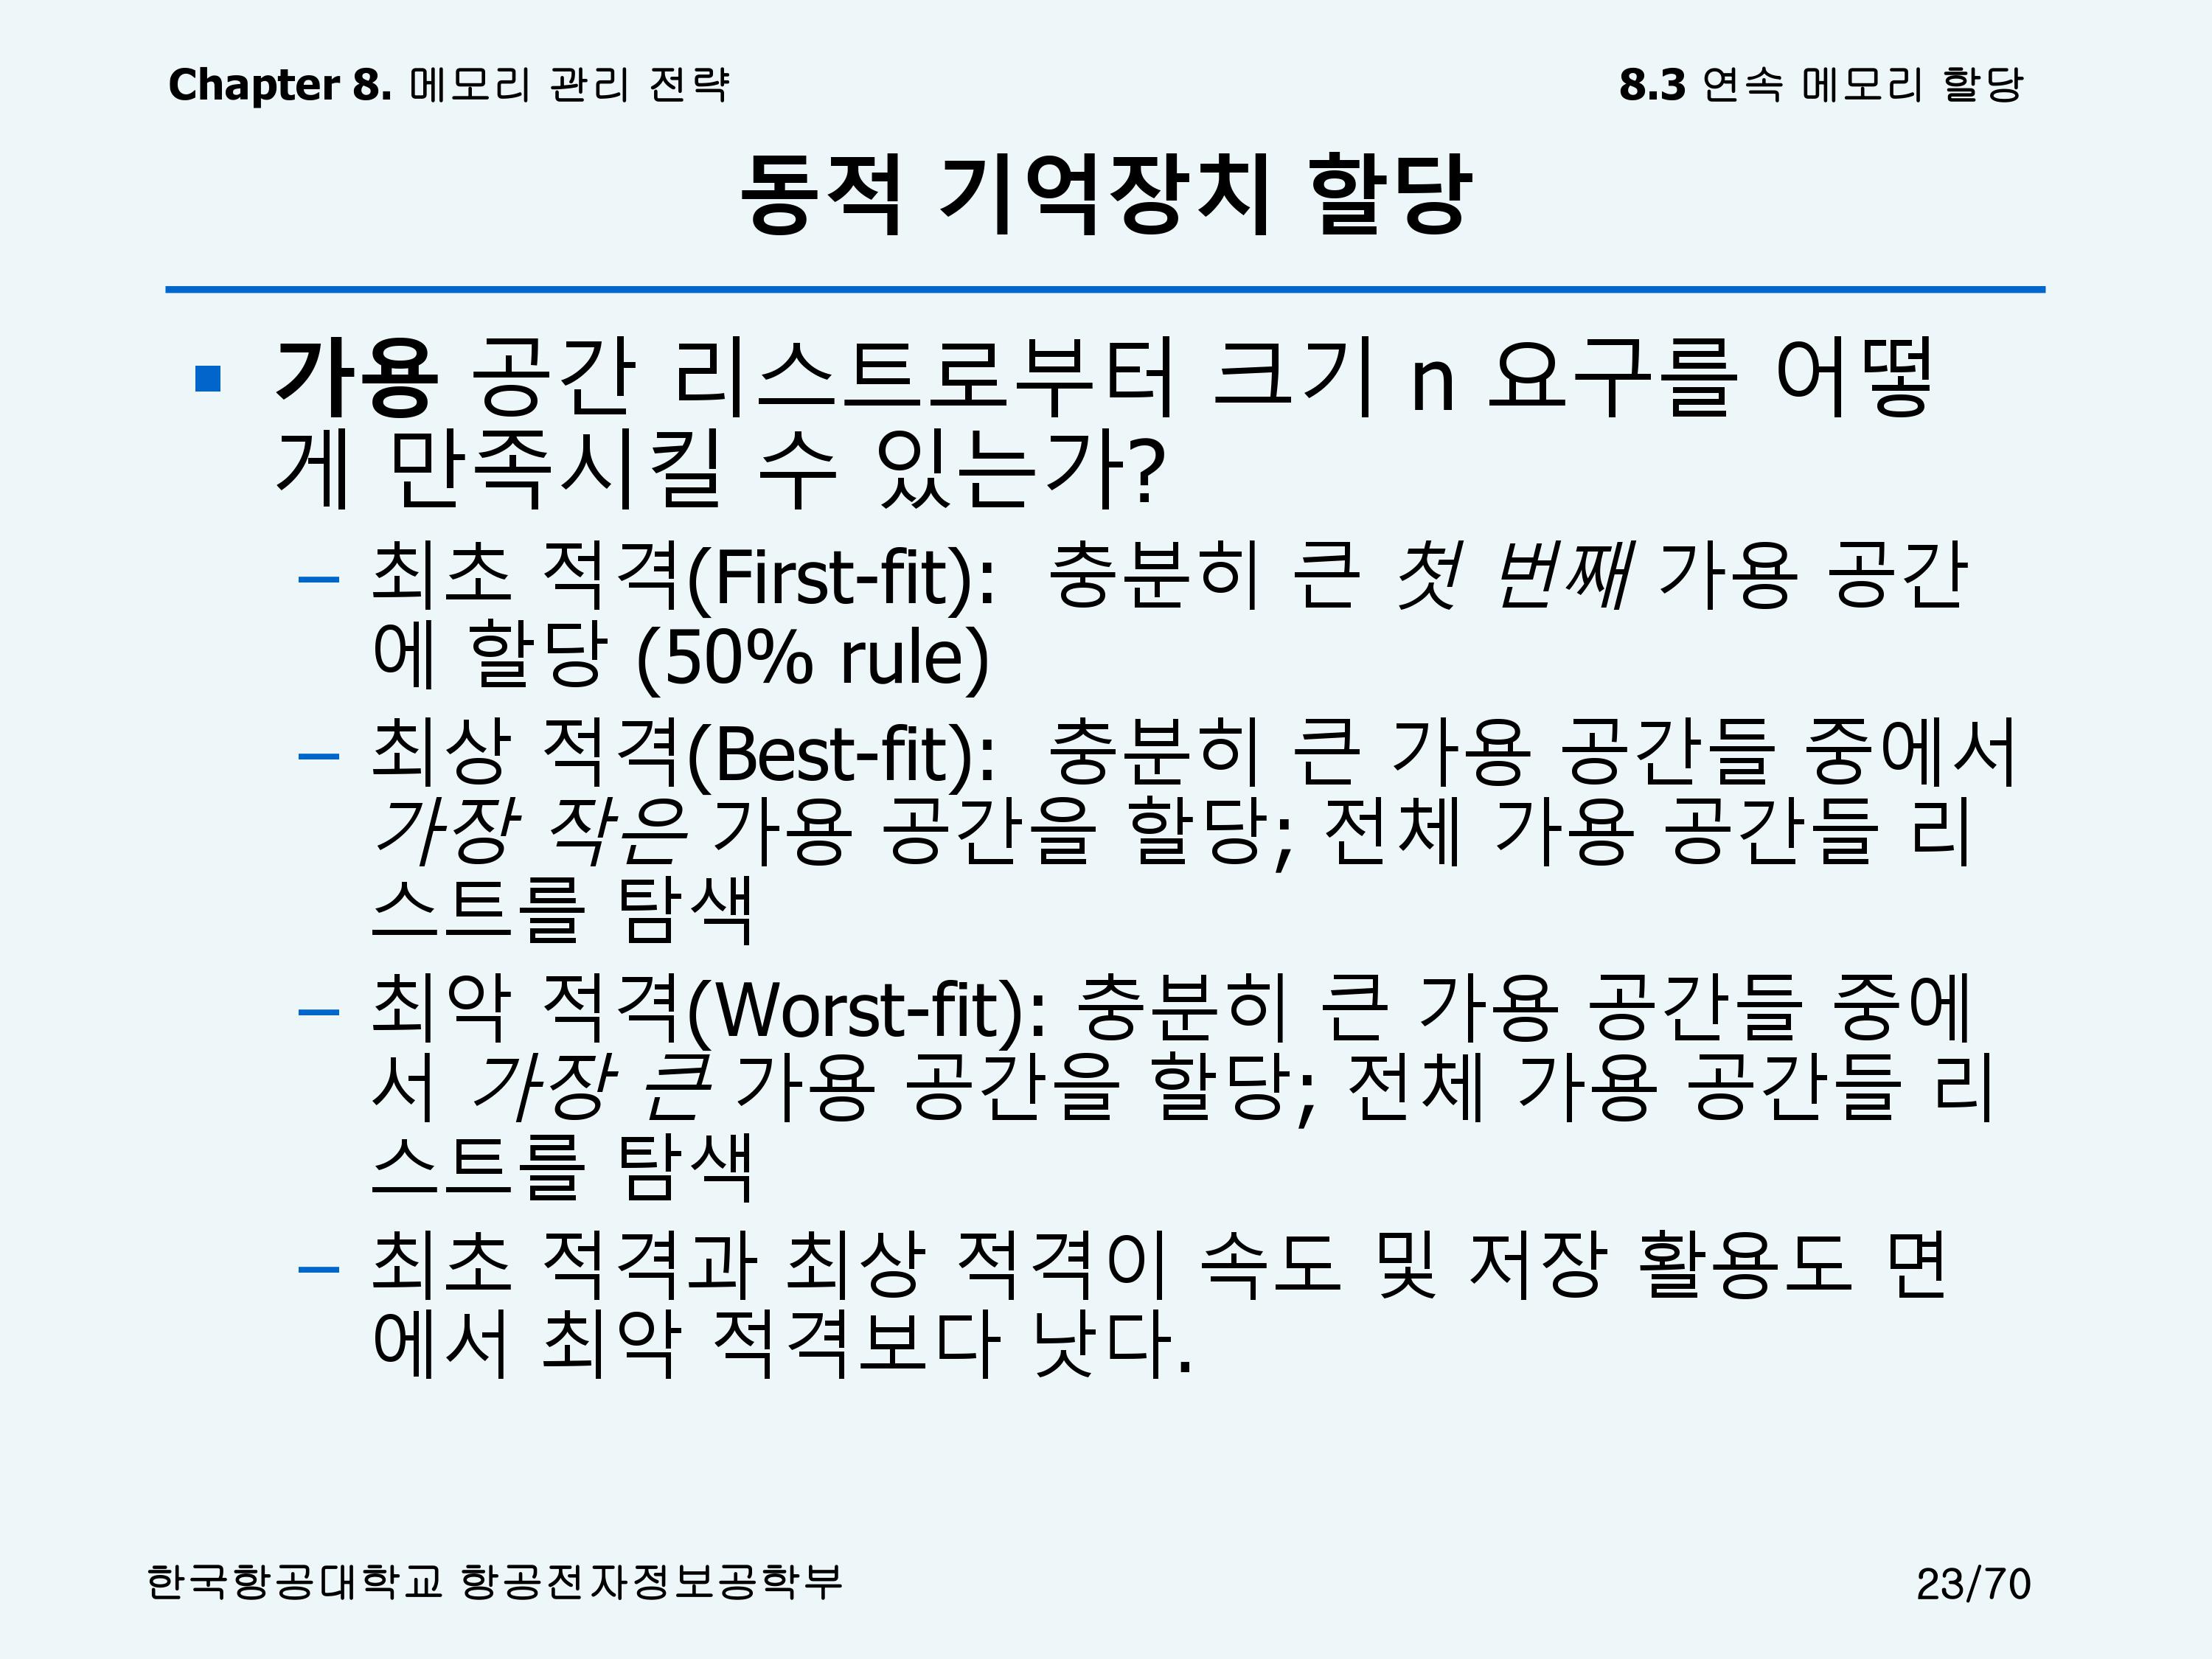 Chapter 8. 메모리 관리 전략
8.3 연속 메모리 할당
동적 기억장치 할당
▪ 가용 공간 리스트로부터 크기 n 요구를 어떻
게 만족시킬 수 있는가?
– 최초 적격(First-fit):  충분히 큰 첫 번째 가용 공간
에 할당 (50% rule)
– 최상 적격(Best-fit):  충분히 큰 가용 공간들 중에서
가장 작은 가용 공간을 할당; 전체 가용 공간들 리
스트를 탐색
– 최악 적격(Worst-fit): 충분히 큰 가용 공간들 중에
서 가장 큰 가용 공간을 할당; 전체 가용 공간들 리
스트를 탐색
– 최초 적격과 최상 적격이 속도 및 저장 활용도 면
에서 최악 적격보다 낫다.
한국항공대학교 항공전자정보공학부
23/70